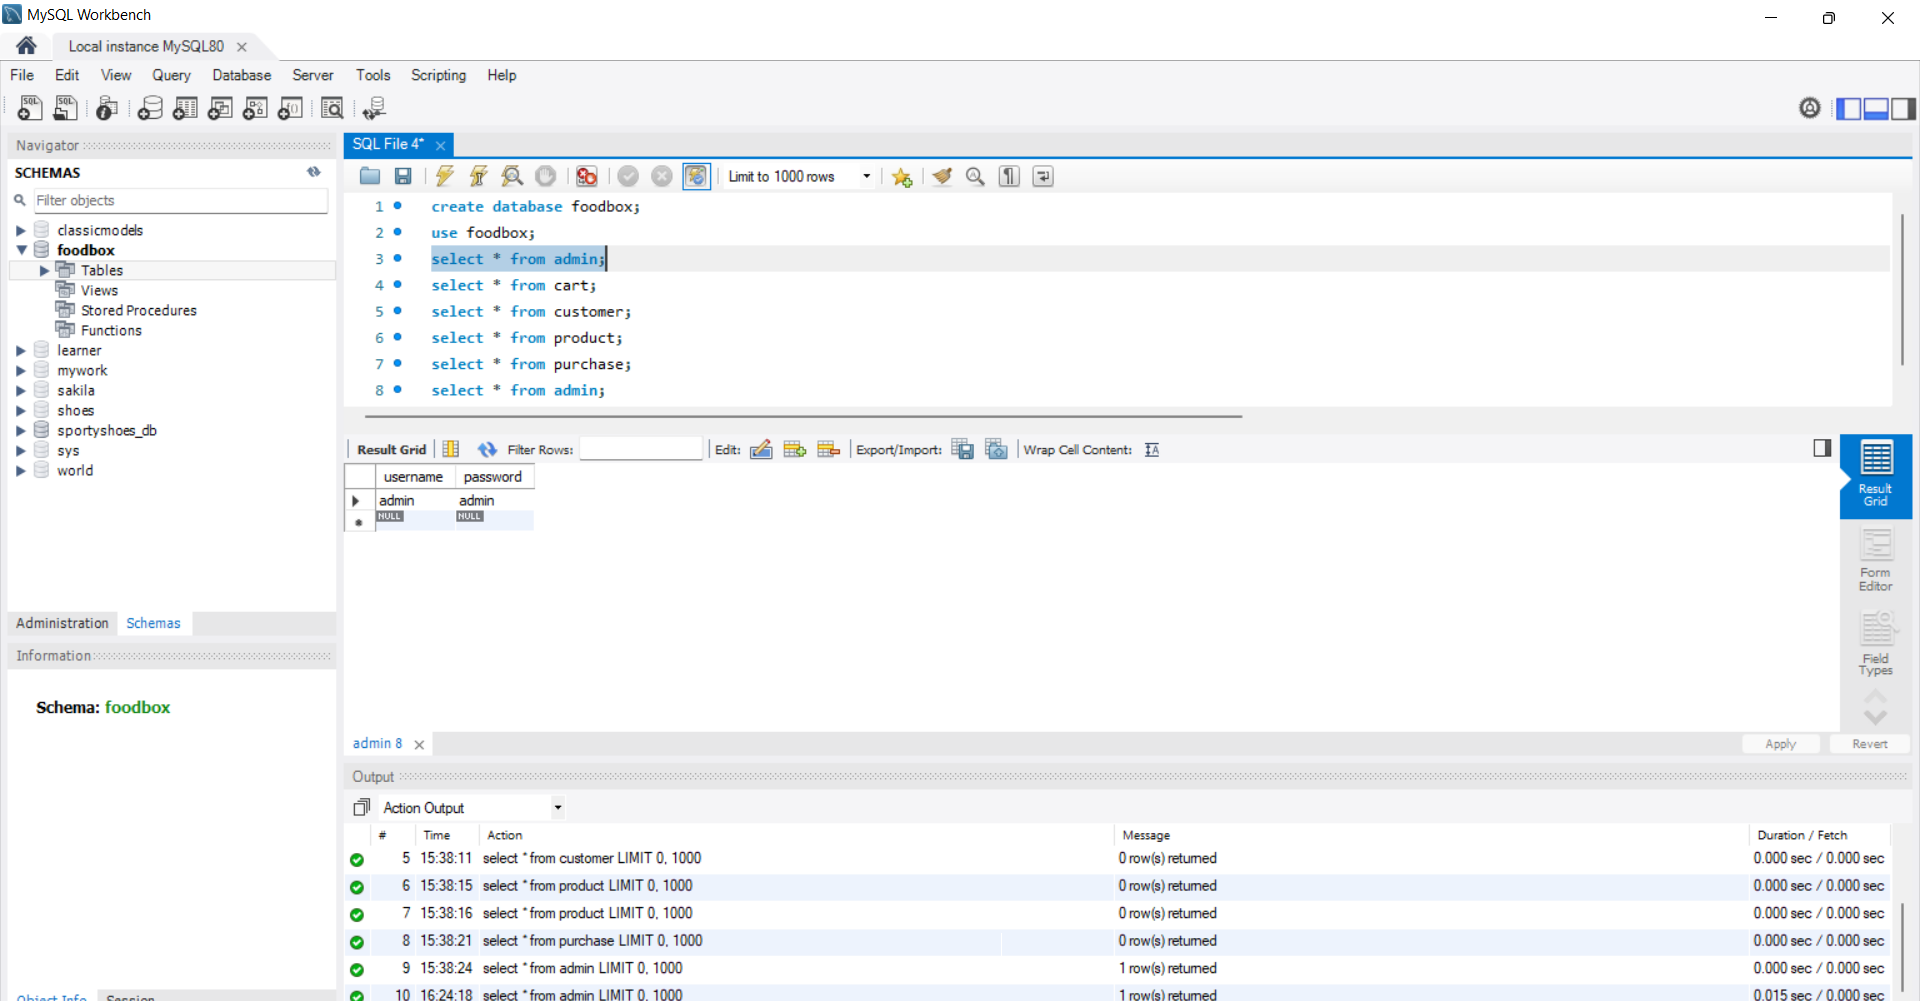 MySQL Workbench
Local instance MySQL80
File Edit View Query Database Server Tools Scripting Help
Navigator
SCHEMAS
Filter objects
classicmodels
foodbox
Tables
Views
Stored Procedures
Functions
learner
mywork
sakila
shoes
sportyshoes_db
sys
world
Administration Schemas
Information
Schema: foodbox
Object Info Session
SQL File 4*
Limit to 1000 rows
1 create database foodbox;
2 use foodbox;
3 select * from admin;
4 select * from cart;
5 select * from customer;
6 select * from product;
7 select * from purchase;
8 select * from admin;
Result Grid Filter Rows: Edit: Export/Import: Wrap Cell Content:
username password
admin admin
NULL NULL
Result Grid
Form Editor
Field Types
admin 8
Apply Revert
Output
Action Output
# Time Action Message Duration / Fetch
5 15:38:11 select * from customer LIMIT 0, 1000 0 row(s) returned 0.000 sec / 0.000 sec
6 15:38:15 select * from product LIMIT 0, 1000 0 row(s) returned 0.000 sec / 0.000 sec
7 15:38:16 select * from product LIMIT 0, 1000 0 row(s) returned 0.000 sec / 0.000 sec
8 15:38:21 select * from purchase LIMIT 0, 1000 0 row(s) returned 0.000 sec / 0.000 sec
9 15:38:24 select * from admin LIMIT 0, 1000 1 row(s) returned 0.000 sec / 0.000 sec
10 16:24:18 select * from admin LIMIT 0, 1000 1 row(s) returned 0.015 sec / 0.000 sec